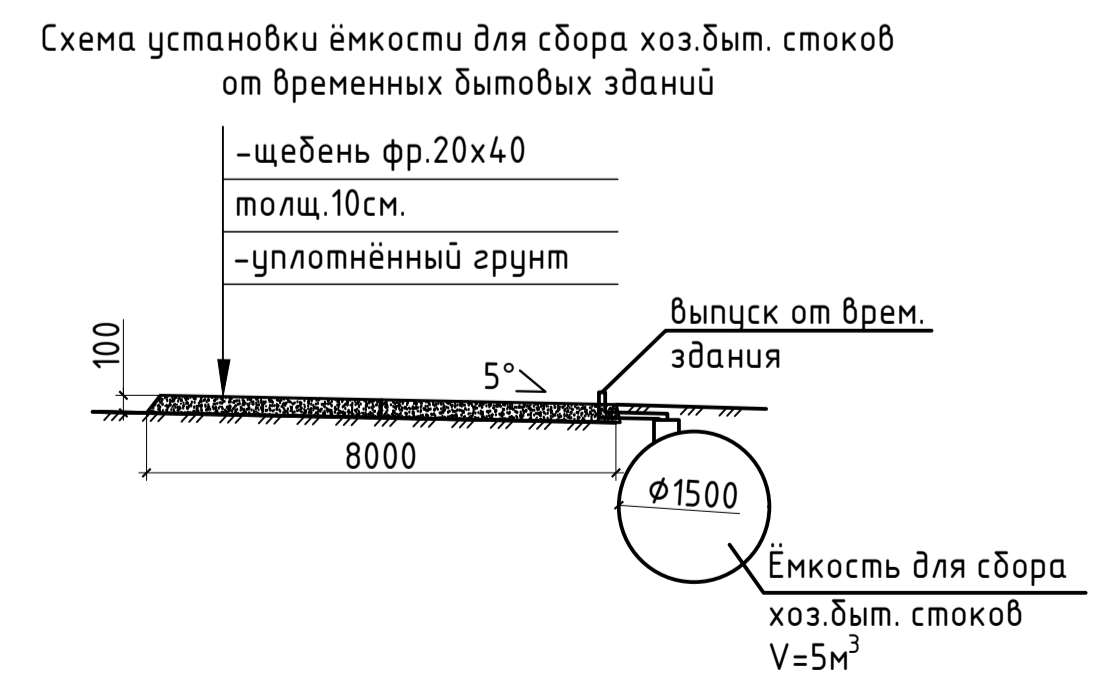 Схема установки ёмкости для сбора хоз.быт. стоков
от временных бытовых зданий
-щебень фр.20х40
толщ.10см.
-уплотнённый грунт
выпуск от врем.
здания
100
5°
8000
Ø1500
Ёмкость для сбора
хоз.быт. стоков
V=5м³